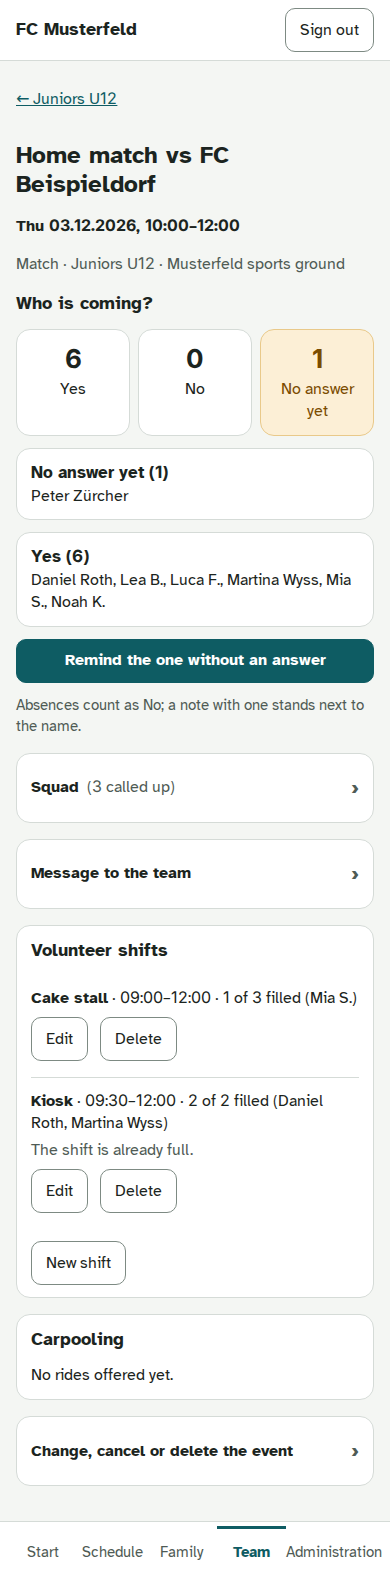 FC Musterfeld
Sign out
← Juniors U12
Home match vs FC
Beispieldorf
Thu 03.12.2026, 10:00–12:00
Match · Juniors U12 · Musterfeld sports ground
Who is coming?
6
Yes
0
No
1
No answer
yet
No answer yet (1)
Peter Zürcher
Yes (6)
Daniel Roth, Lea B., Luca F., Martina Wyss, Mia
S., Noah K.
Remind the one without an answer
Absences count as No; a note with one stands next to
the name.
Squad (3 called up) ›
Message to the team ›
Volunteer shifts
Cake stall · 09:00–12:00 · 1 of 3 filled (Mia S.)
Edit
Delete
Kiosk · 09:30–12:00 · 2 of 2 filled (Daniel
Roth, Martina Wyss)
The shift is already full.
Edit
Delete
New shift
Carpooling
No rides offered yet.
Change, cancel or delete the event ›
Start
Schedule
Family
Team
Administration